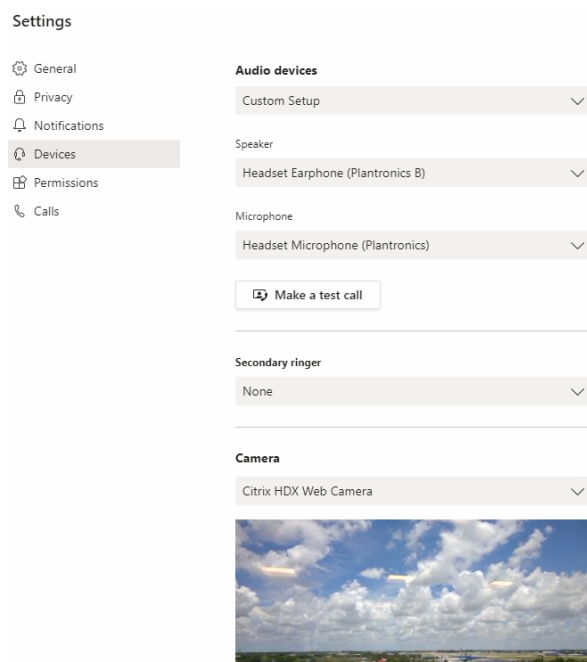 Settings
General
Privacy
Notifications
Devices
Permissions
Calls
Audio devices
Custom Setup
Speaker
Headset Earphone (Plantronics B)
Microphone
Headset Microphone (Plantronics)
Make a test call
Secondary ringer
None
Camera
Citrix HDX Web Camera